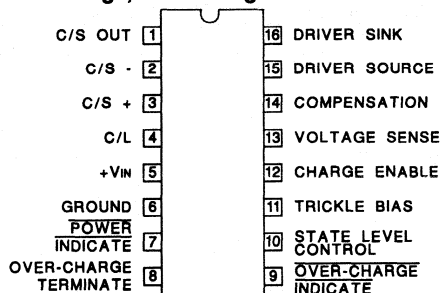 C/S OUT 1 16 DRIVER SINK
C/S - 2 15 DRIVER SOURCE
C/S + 3 14 COMPENSATION
C/L 4 13 VOLTAGE SENSE
+VIN 5 12 CHARGE ENABLE
GROUND 6 11 TRICKLE BIAS
POWER
INDICATE 7 10 STATE LEVEL
CONTROL
OVER-CHARGE
TERMINATE 8 9 OVER-CHARGE
INDICATE